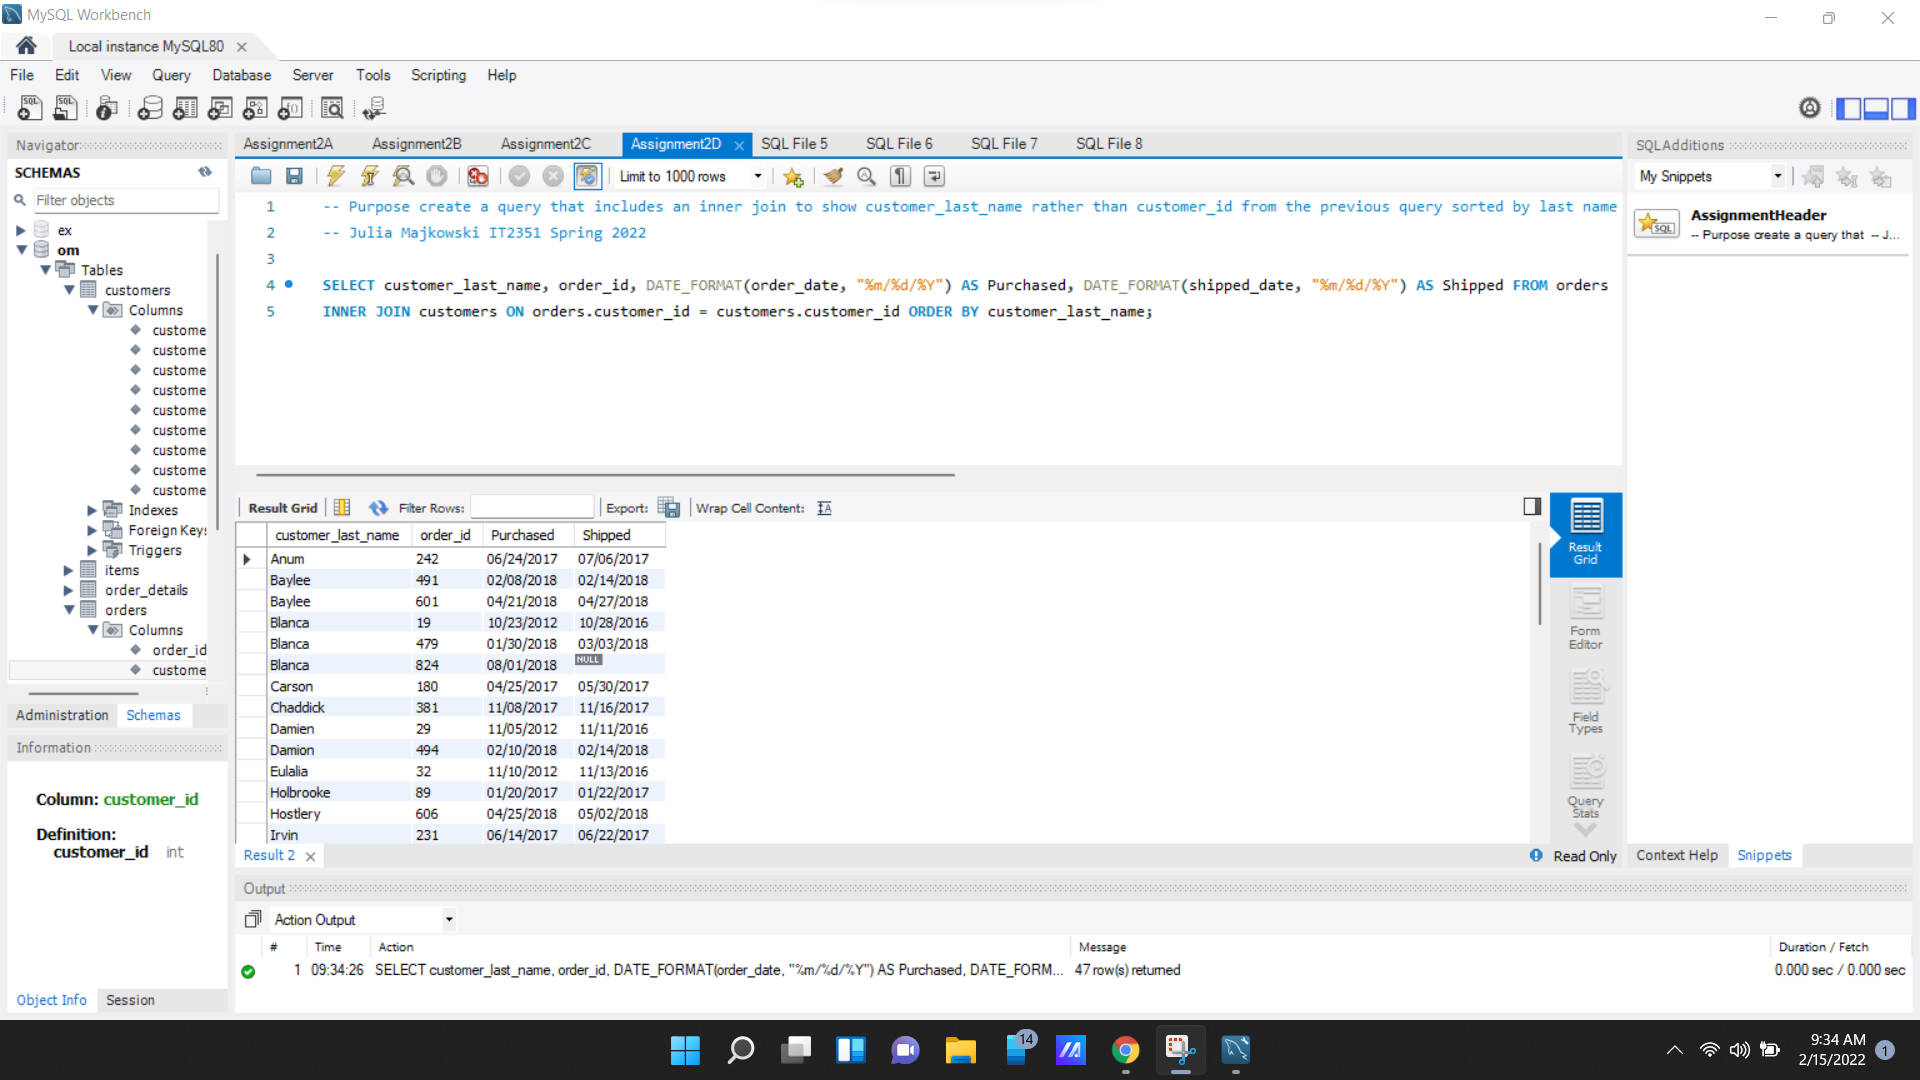 MySQL Workbench
Local instance MySQL80
File Edit View Query Database Server Tools Scripting Help
Navigator
SCHEMAS
Filter objects
ex
om
Tables
customers
Columns
custome
custome
custome
custome
custome
custome
custome
custome
custome
Indexes
Foreign Keys
Triggers
items
order_details
orders
Columns
order_id
custome
Administration Schemas
Information
Column: customer_id
Definition:
customer_id int
Object Info Session
Assignment2A Assignment2B Assignment2C Assignment2D SQL File 5 SQL File 6 SQL File 7 SQL File 8
Limit to 1000 rows
1 -- Purpose create a query that includes an inner join to show customer_last_name rather than customer_id from the previous query sorted by last name
2 -- Julia Majkowski IT2351 Spring 2022
3
4 SELECT customer_last_name, order_id, DATE_FORMAT(order_date, "%m/%d/%Y") AS Purchased, DATE_FORMAT(shipped_date, "%m/%d/%Y") AS Shipped FROM orders
5 INNER JOIN customers ON orders.customer_id = customers.customer_id ORDER BY customer_last_name;
Result Grid Filter Rows: Export: Wrap Cell Content:
customer_last_name order_id Purchased Shipped
Anum 242 06/24/2017 07/06/2017
Baylee 491 02/08/2018 02/14/2018
Baylee 601 04/21/2018 04/27/2018
Blanca 19 10/23/2012 10/28/2016
Blanca 479 01/30/2018 03/03/2018
Blanca 824 08/01/2018 NULL
Carson 180 04/25/2017 05/30/2017
Chaddick 381 11/08/2017 11/16/2017
Damien 29 11/05/2012 11/11/2016
Damion 494 02/10/2018 02/14/2018
Eulalia 32 11/10/2012 11/13/2016
Holbrooke 89 01/20/2017 01/22/2017
Hostlery 606 04/25/2018 05/02/2018
Irvin 231 06/14/2017 06/22/2017
Result
Grid
Form
Editor
Field
Types
Query
Stats
Result 2
Read Only
SQLAdditions
My Snippets
SQL
AssignmentHeader
-- Purpose create a query that -- J...
Context Help Snippets
Output
Action Output
# Time Action Message Duration / Fetch
1 09:34:26 SELECT customer_last_name, order_id, DATE_FORMAT(order_date, "%m/%d/%Y") AS Purchased, DATE_FORM... 47 row(s) returned 0.000 sec / 0.000 sec
14
9:34 AM
2/15/2022
1